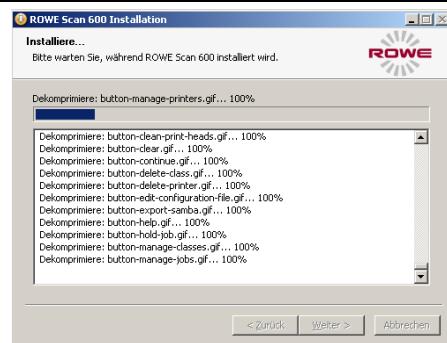 ROWE Scan 600 Installation
Installiere...
Bitte warten Sie, während ROWE Scan 600 installiert wird.
ROWE
Dekomprimiere: button-manage-printers.gif... 100%
Dekomprimiere: button-clean-print-heads.gif... 100%
Dekomprimiere: button-clear.gif... 100%
Dekomprimiere: button-continue.gif... 100%
Dekomprimiere: button-delete-class.gif... 100%
Dekomprimiere: button-delete-printer.gif... 100%
Dekomprimiere: button-edit-configuration-file.gif... 100%
Dekomprimiere: button-export-samba.gif... 100%
Dekomprimiere: button-help.gif... 100%
Dekomprimiere: button-hold-job.gif... 100%
Dekomprimiere: button-manage-classes.gif... 100%
Dekomprimiere: button-manage-jobs.gif... 100%
< Zurück Weiter > Abbrechen